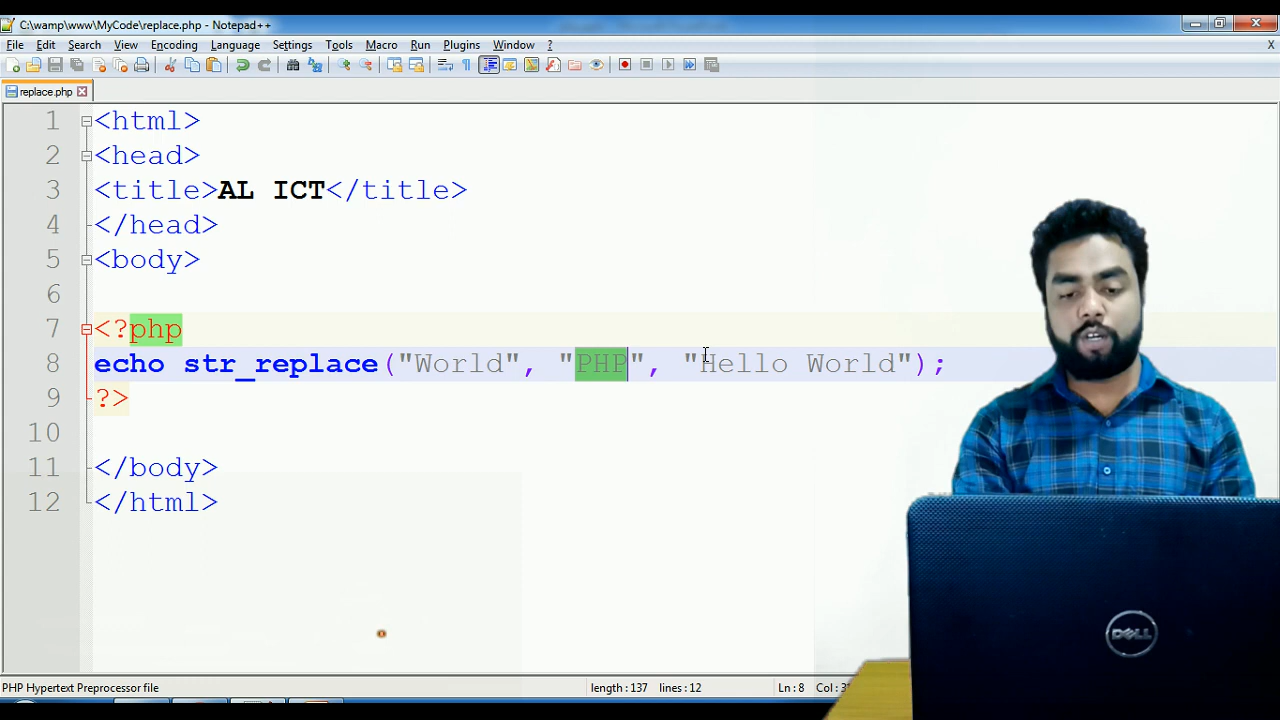 C:\wamp\www\MyCode\replace.php - Notepad++
File Edit Search View Encoding Language Settings Tools Macro Run Plugins Window ? X
replace.php
1 <html>
2 <head>
3 <title>AL ICT</title>
4 </head>
5 <body>
6
7 <?php
8 echo str_replace("World", "PHP", "Hello World");
9 ?>
10
11 </body>
12 </html>
PHP Hypertext Preprocessor file length : 137 lines : 12 Ln : 8 Col :
DELL